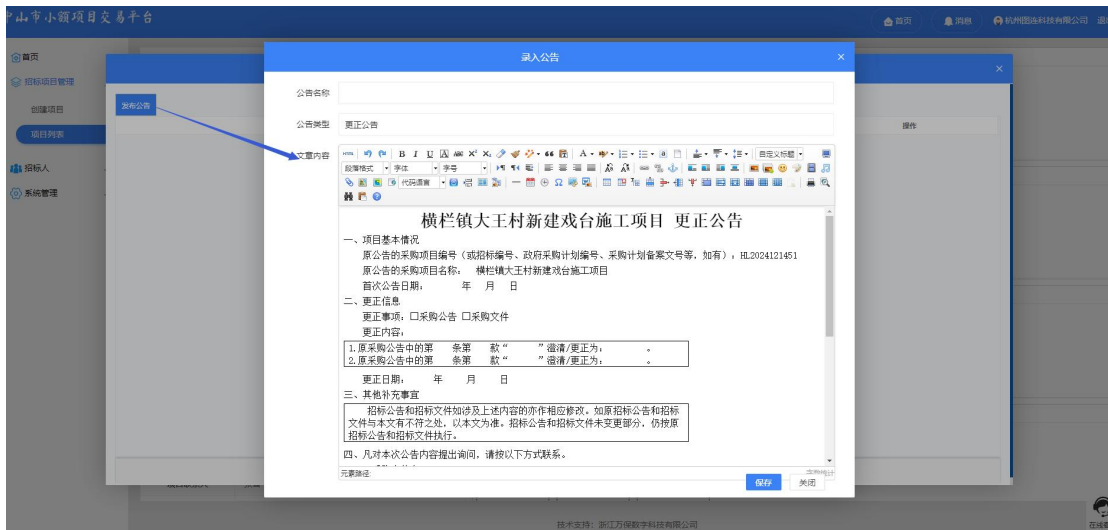 中山市小额项目交易平台
首页
消息
杭州图连科技有限公司
首页
招标项目管理
创建项目
项目列表
招标人
系统管理
发布公告
录入公告
操作
公告名称
公告类型 更正公告
文章内容
HTML
自定义标题
段落格式 字体 字号
代码语言
横栏镇大王村新建戏台施工项目 更正公告
一、项目基本情况
原公告的采购项目编号（或招标编号、政府采购计划编号、采购计划备案文号等，如有）：HL2024121451
原公告的采购项目名称： 横栏镇大王村新建戏台施工项目
首次公告日期： 年 月 日
二、更正信息
更正事项：☐采购公告 ☐采购文件
更正内容：
1.原采购公告中的第 条第 款“ ”澄清/更正为： 。
2.原采购公告中的第 条第 款“ ”澄清/更正为： 。
更正日期： 年 月 日
三、其他补充事宜
招标公告和招标文件如涉及上述内容的亦作相应修改。如原招标公告和招标
文件与本文有不符之处，以本文为准。招标公告和招标文件未变更部分，仍按原
招标公告和招标文件执行。
四、凡对本次公告内容提出询问，请按以下方式联系。
元素路径:
字数统计
保存 关闭
技术支持：浙江万保数字科技有限公司